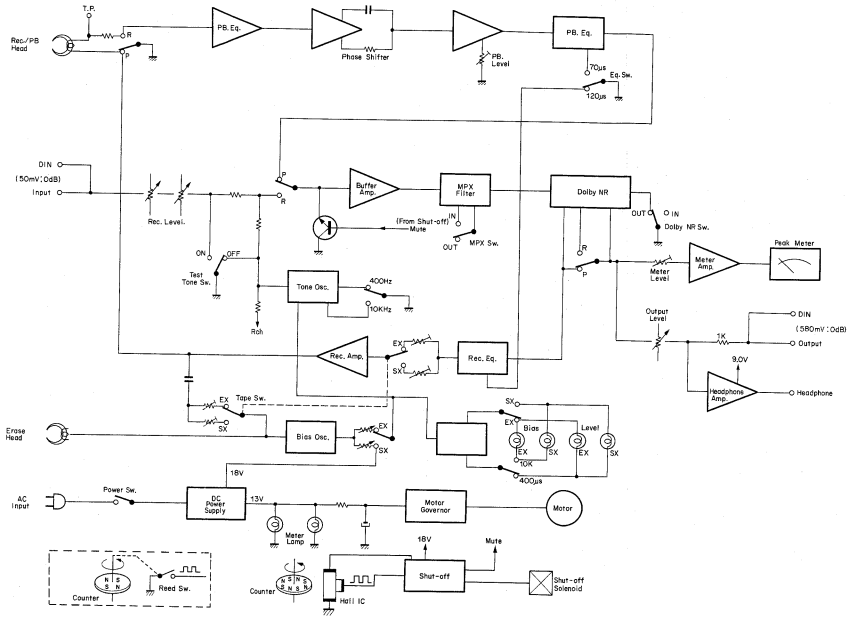 T.P.
R
Rec./PB
Head
P
PB. Eq.
Phase Shifter
PB.
Level
PB. Eq.
70µs
Eq.Sw.
120µs
DIN
(50mV:0dB)
Input
Rec. Level.
P
R
Buffer
Amp.
MPX
Filter
Dolby NR
(From Shut-off)
Mute
IN
OUT
MPX Sw.
OUT
IN
Dolby NR Sw.
ON
OFF
Test
Tone Sw.
R
P
Meter
Level
Meter
Amp.
Peak Meter
Tone Osc.
400Hz
10KHz
Rch
Output
Level
1K
DIN
(580mV:0dB)
Output
Rec. Amp.
EX
SX
Rec. Eq.
9.0V
Headphone
Amp.
Headphone
EX
Tape Sw.
SX
Erase
Head
Bias Osc.
EX
SX
SX
EX
Bias
Level
EX
SX
EX
SX
10K
400µs
18V
AC
Input
Power Sw.
DC
Power
Supply
13V
Meter
Lamp
Motor
Governor
Motor
N
S
S
N
Counter
Reed Sw.
S
N
S
N
N
S
N
S
Counter
Hall IC
18V
Mute
Shut-off
Shut-off
Solenoid